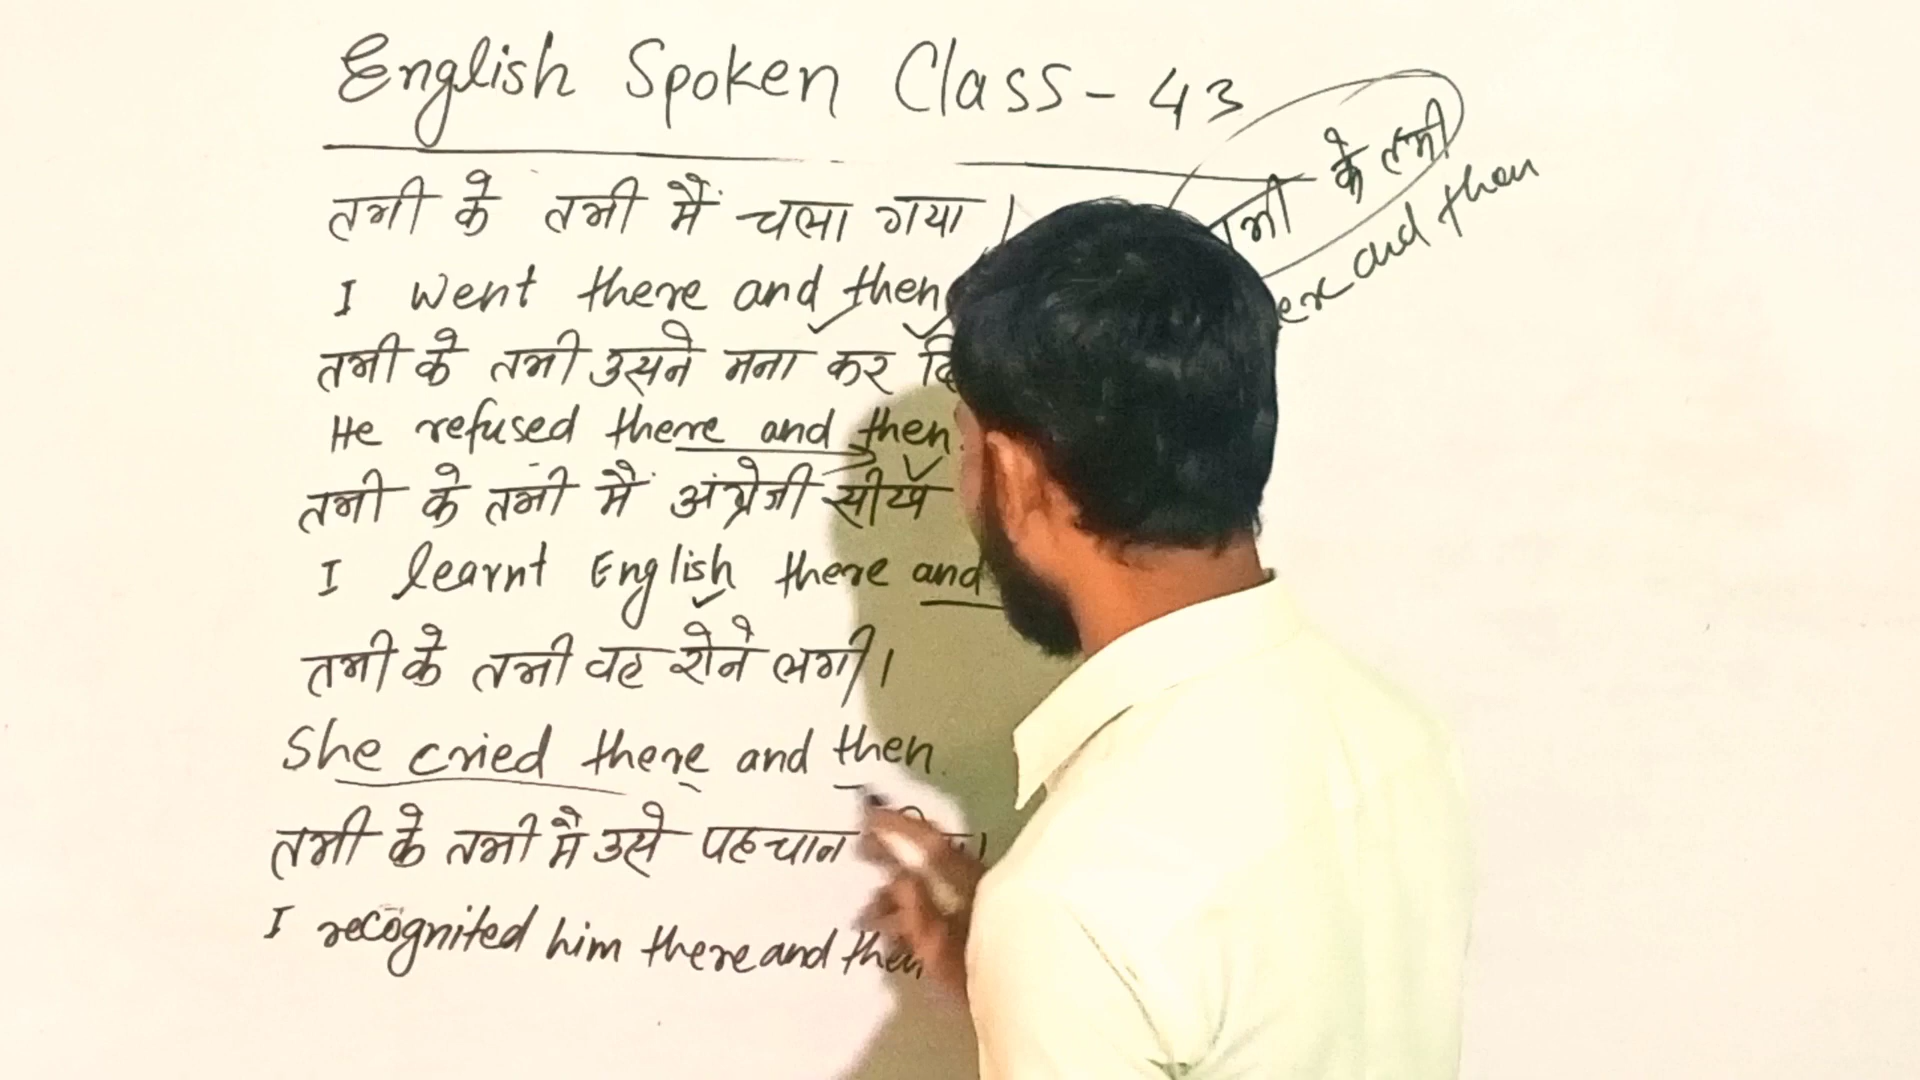 English Spoken Class - 43
के तभी
and then
तभी के तभी मैं चला गया।
I went there and then
तभी के तभी उसने मना कर
He refused there and then.
तभी के तभी मैं अंग्रेजी सीख
I learnt English there and
तभी के तभी वह रोने लगी।
She cried there and then.
तभी के तभी मै उसे पहचान
I recognited him there and then